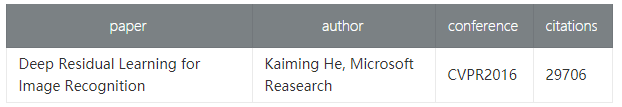 paper author conference citations
Deep Residual Learning for Kaiming He, Microsoft CVPR2016 29706
Image Recognition Reasearch